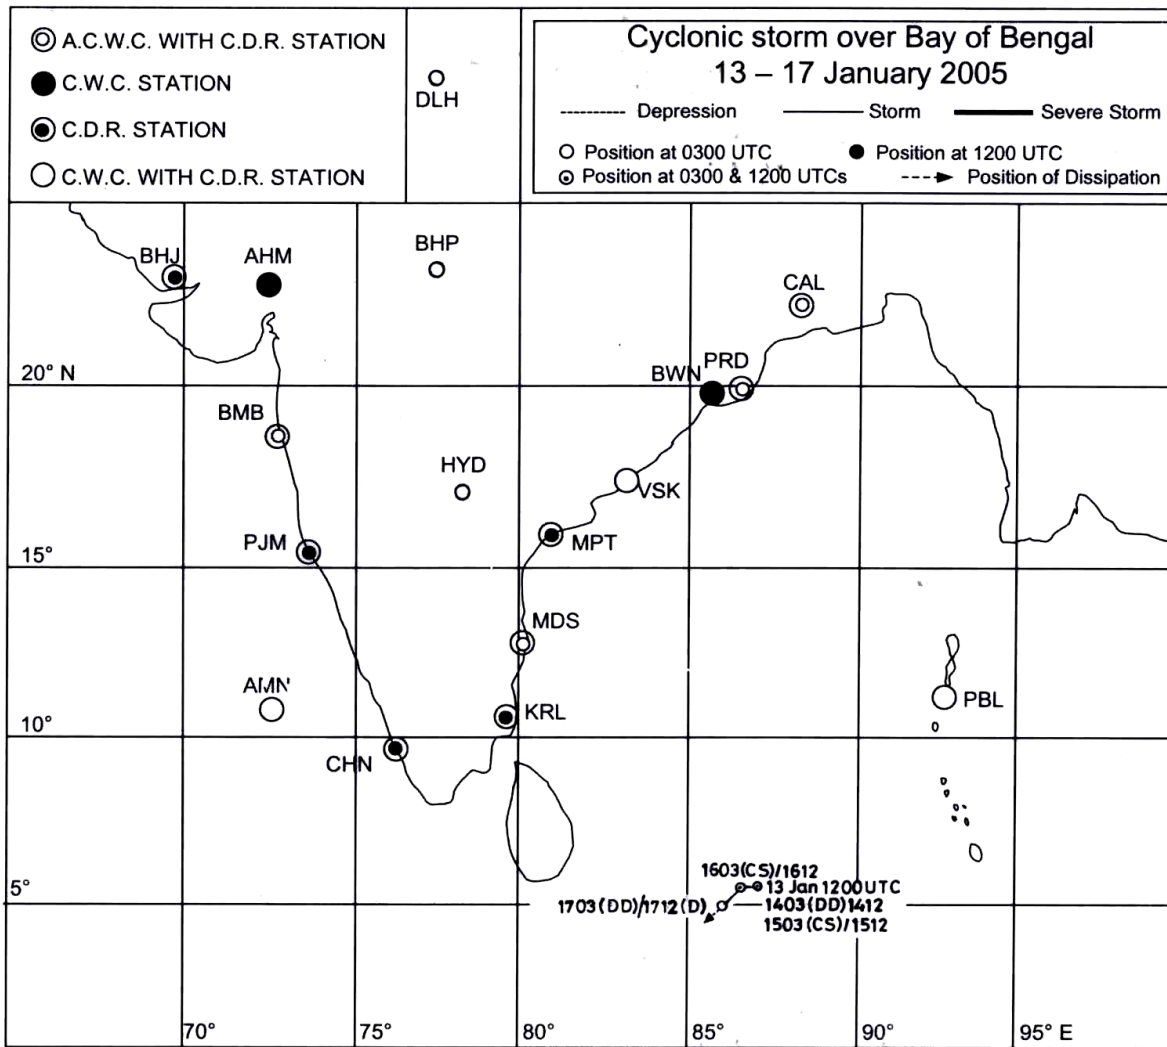 A.C.W.C. WITH C.D.R. STATION
C.W.C. STATION
C.D.R. STATION
C.W.C. WITH C.D.R. STATION
DLH
Cyclonic storm over Bay of Bengal
13 – 17 January 2005
Depression Storm Severe Storm
Position at 0300 UTC Position at 1200 UTC
Position at 0300 & 1200 UTCs Position of Dissipation
BHJ
AHM
BHP
CAL
PRD
BWN
20° N
BMB
HYD
VSK
PJM
MPT
15°
MDS
AMN
KRL
PBL
10°
CHN
1603(CS)/1612
13 Jan 1200 UTC
5°
1703(DD)/1712(D)
1403(DD)1412
1503(CS)/1512
70° 75° 80° 85° 90° 95° E